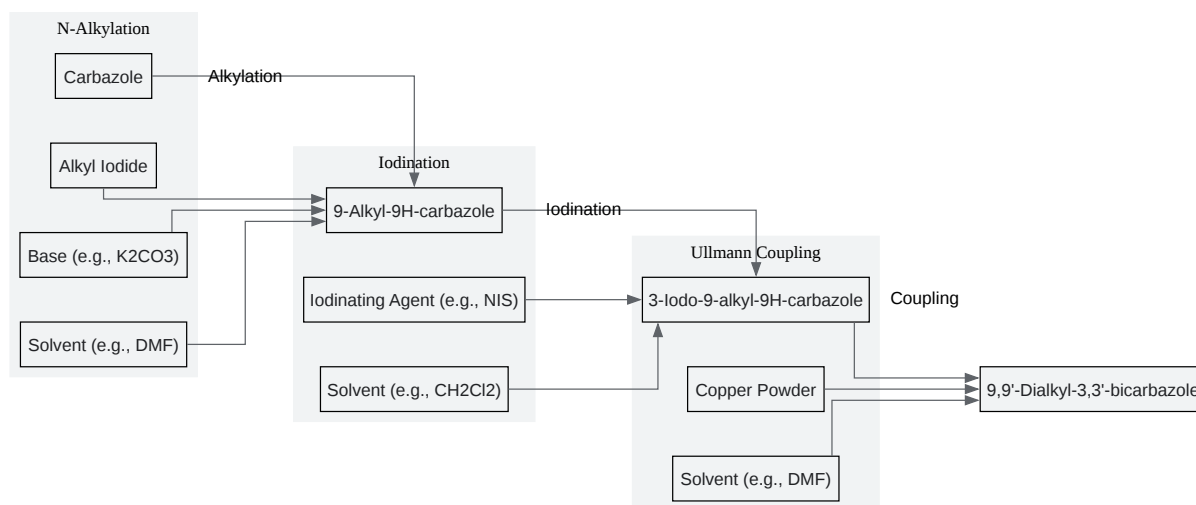 N-Alkylation
Carbazole
Alkylation
Alkyl Iodide
Base (e.g., K2CO3)
Solvent (e.g., DMF)
Iodination
9-Alkyl-9H-carbazole
Iodination
Iodinating Agent (e.g., NIS)
Solvent (e.g., CH2Cl2)
Ullmann Coupling
3-Iodo-9-alkyl-9H-carbazole
Coupling
Copper Powder
Solvent (e.g., DMF)
9,9'-Dialkyl-3,3'-bicarbazole